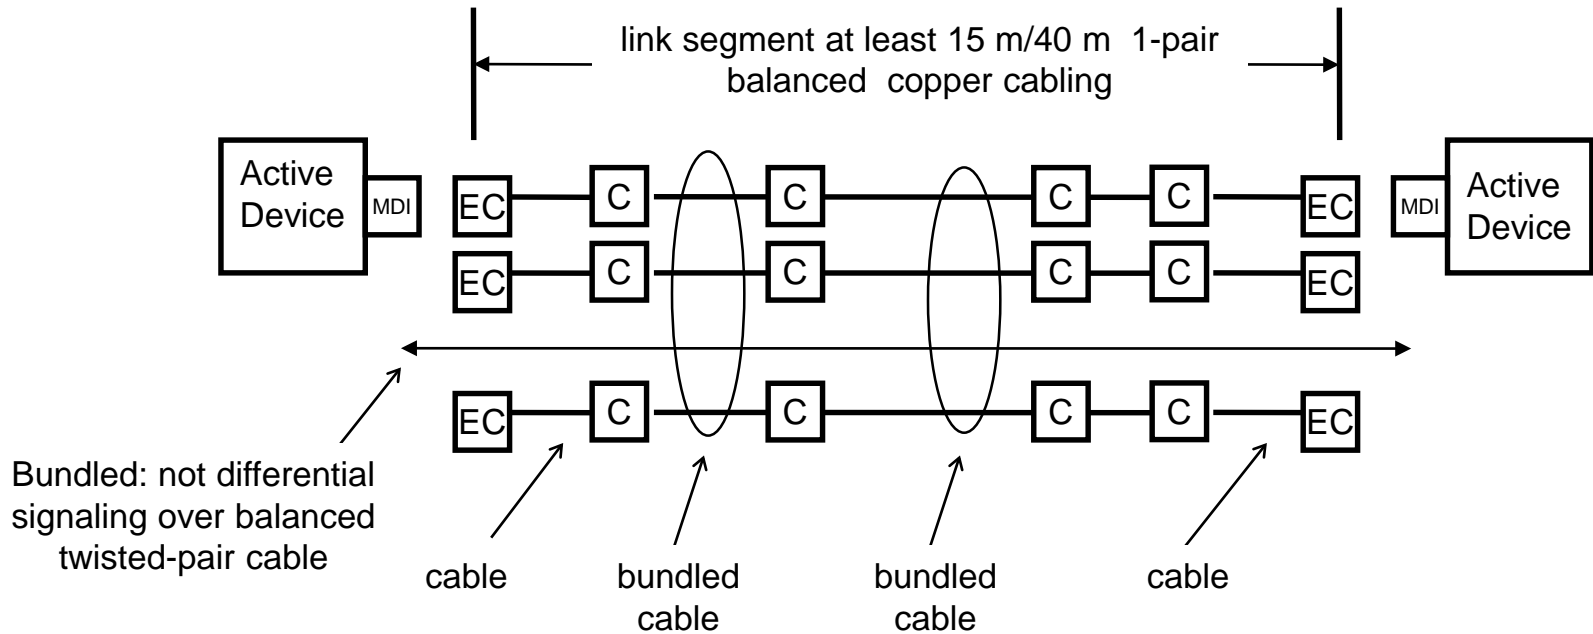 link segment at least 15 m/40 m 1-pair
balanced copper cabling
Active
Device
MDI
EC
C
C
C
C
EC
MDI
Active
Device
EC
C
C
C
C
EC
EC
C
C
C
C
EC
Bundled: not differential
signaling over balanced
twisted-pair cable
cable
bundled
cable
bundled
cable
cable